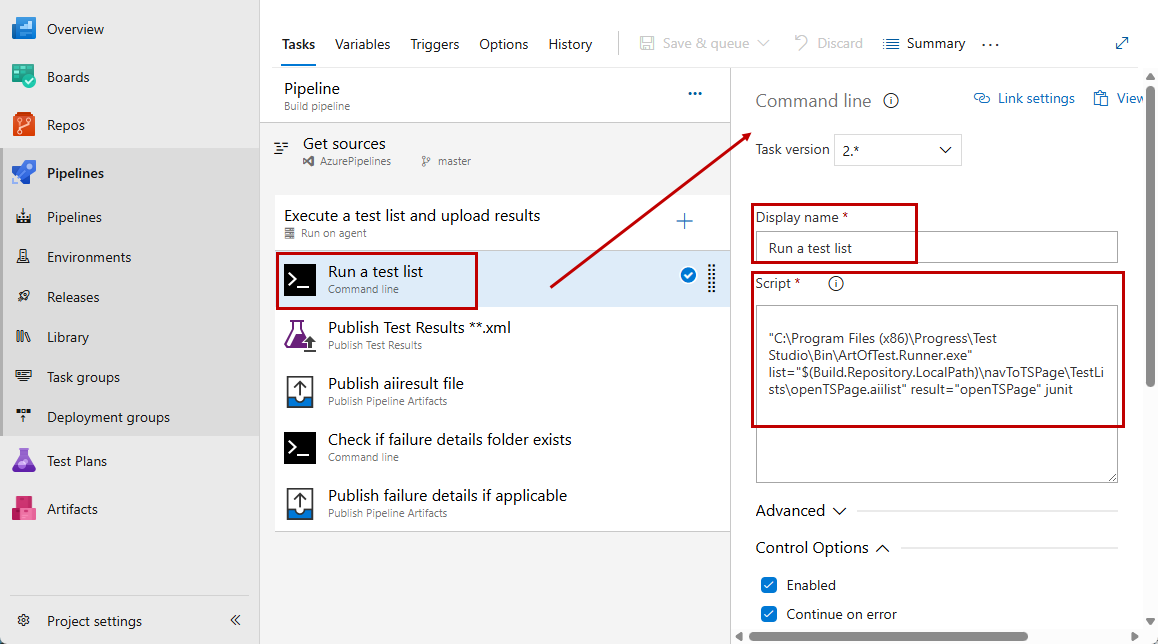 Overview
Boards
Repos
Pipelines
Pipelines
Environments
Releases
Library
Task groups
Deployment groups
Test Plans
Artifacts
Project settings
Tasks
Variables
Triggers
Options
History
Save & queue
Discard
Summary
Pipeline
Build pipeline
Get sources
AzurePipelines
master
Execute a test list and upload results
Run on agent
Run a test list
Command line
Publish Test Results **.xml
Publish Test Results
Publish aiiresult file
Publish Pipeline Artifacts
Check if failure details folder exists
Command line
Publish failure details if applicable
Publish Pipeline Artifacts
Command line
Link settings
View
Task version
2.*
Display name *
Run a test list
Script *
"C:\Program Files (x86)\Progress\Test
Studio\Bin\ArtOfTest.Runner.exe"
list="$(Build.Repository.LocalPath)\navToTSPage\TestLi
sts\openTSPage.aiilist" result="openTSPage" junit
Advanced
Control Options
Enabled
Continue on error